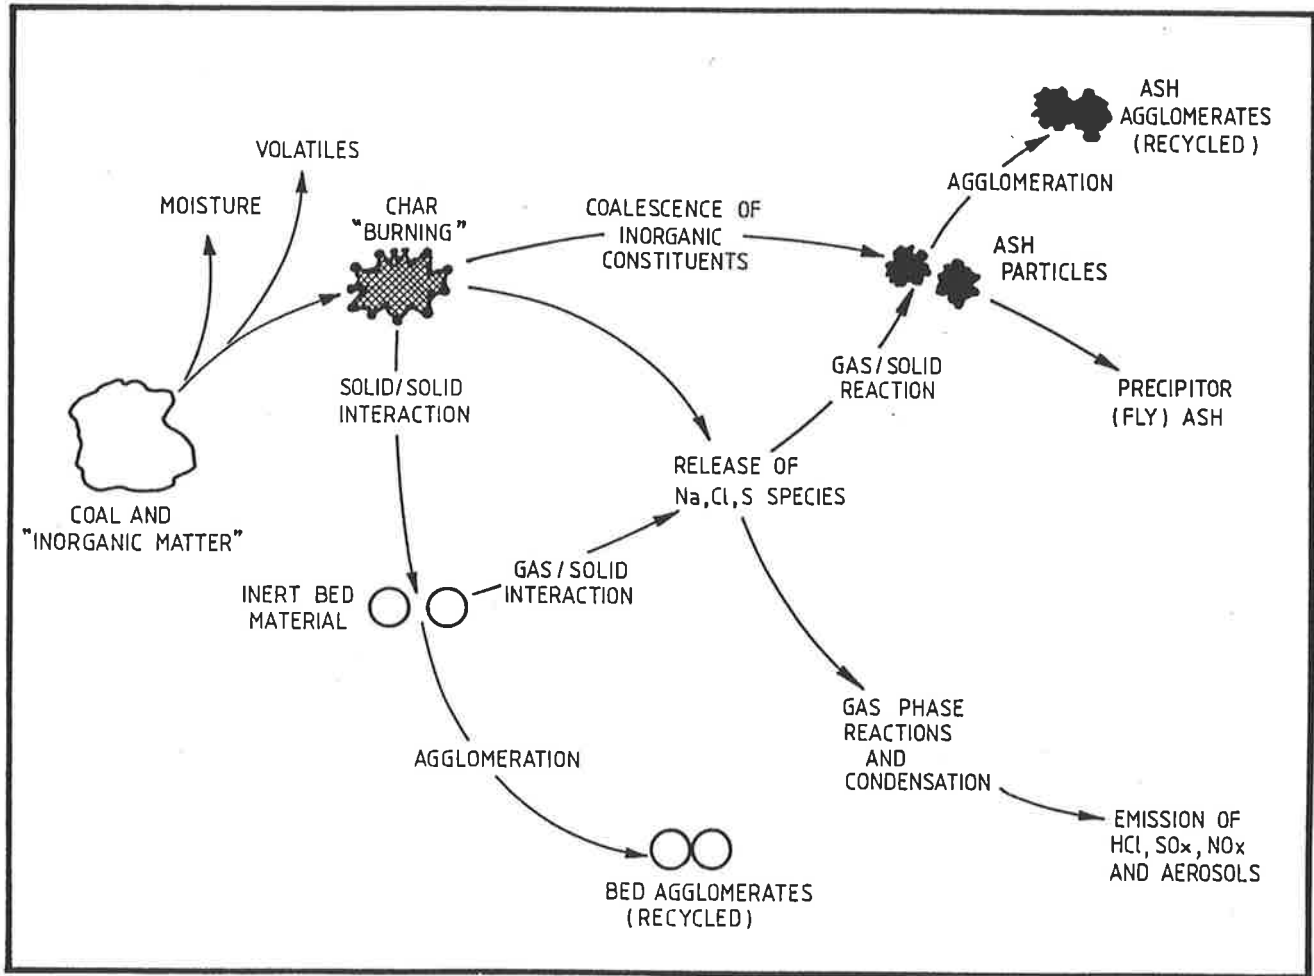 ASH
AGGLOMERATES
(RECYCLED)
VOLATILES
AGGLOMERATION
MOISTURE
CHAR
"BURNING"
COALESCENCE OF
INORGANIC
CONSTITUENTS
ASH
PARTICLES
SOLID/SOLID
INTERACTION
GAS/SOLID
REACTION
PRECIPITOR
(FLY) ASH
RELEASE OF
Na,Cl,S SPECIES
COAL AND
"INORGANIC MATTER"
GAS/SOLID
INTERACTION
INERT BED
MATERIAL
GAS PHASE
REACTIONS
AND
CONDENSATION
AGGLOMERATION
EMISSION OF
HCl, SOx, NOx
AND AEROSOLS
BED AGGLOMERATES
(RECYCLED)